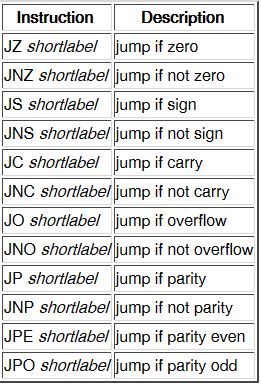 Instruction Description
JZ shortlabel jump if zero
JNZ shortlabel jump if not zero
JS shortlabel jump if sign
JNS shortlabel jump if not sign
JC shortlabel jump if carry
JNC shortlabel jump if not carry
JO shortlabel jump if overflow
JNO shortlabel jump if not overflow
JP shortlabel jump if parity
JNP shortlabel jump if not parity
JPE shortlabel jump if parity even
JPO shortlabel jump if parity odd